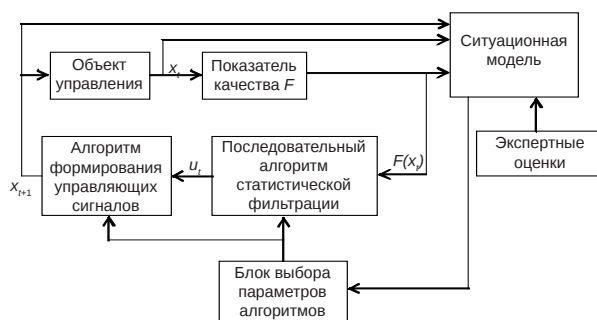 Объект
управления
x_t
Показатель
качества F
Ситуационная
модель
Экспертные
оценки
Алгоритм
формирования
управляющих
сигналов
u_t
Последовательный
алгоритм
статистической
фильтрации
F(x_t)
x_{t+1}
Блок выбора
параметров
алгоритмов